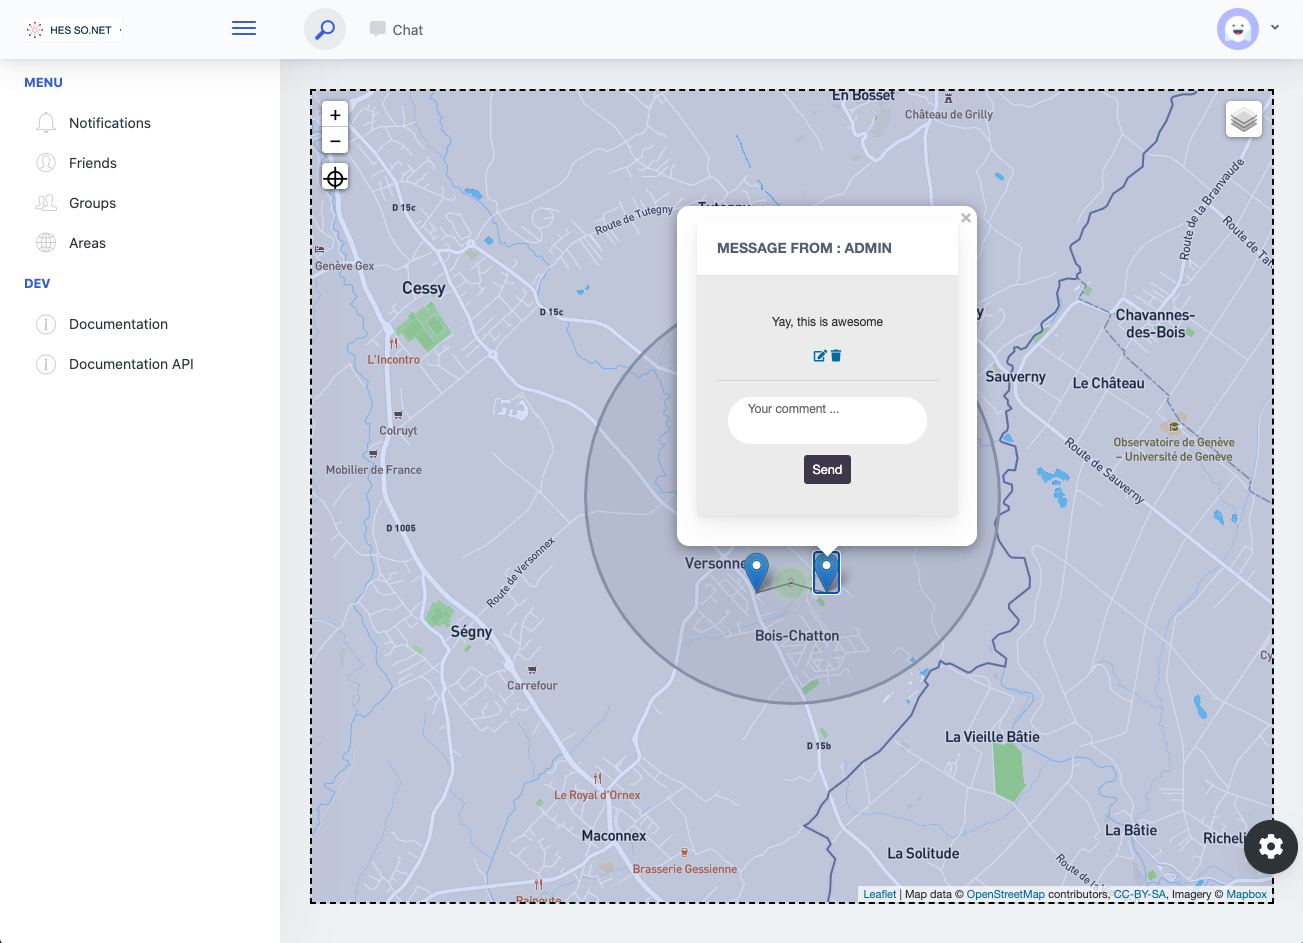 HES SO.NET
Chat
MENU
Notifications
Friends
Groups
Areas
DEV
Documentation
Documentation API
+
−
En Bosset
Château de Grilly
D 15c
Route de Tutegny
Tutegny
Route de la Branvaude
Route de
Genève Gex
Cessy
D 15c
L'Incontro
Colruyt
Mobilier de France
D 1005
Route de Versonnex
Ségny
Carrefour
×
MESSAGE FROM : ADMIN
Yay, this is awesome
Your comment ...
Send
Chavannes-
des-Bois
Sauverny
Le Château
Observatoire de Genève
– Université de Genève
Route de Sauverny
Versonne
Bois-Chatton
D 15b
La Vieille Bâtie
Le Royal d'Ornex
Maconnex
Brasserie Gessienne
La Solitude
La Bâtie
Richeli
Route de
Cy
Leaflet | Map data © OpenStreetMap contributors, CC-BY-SA, Imagery © Mapbox